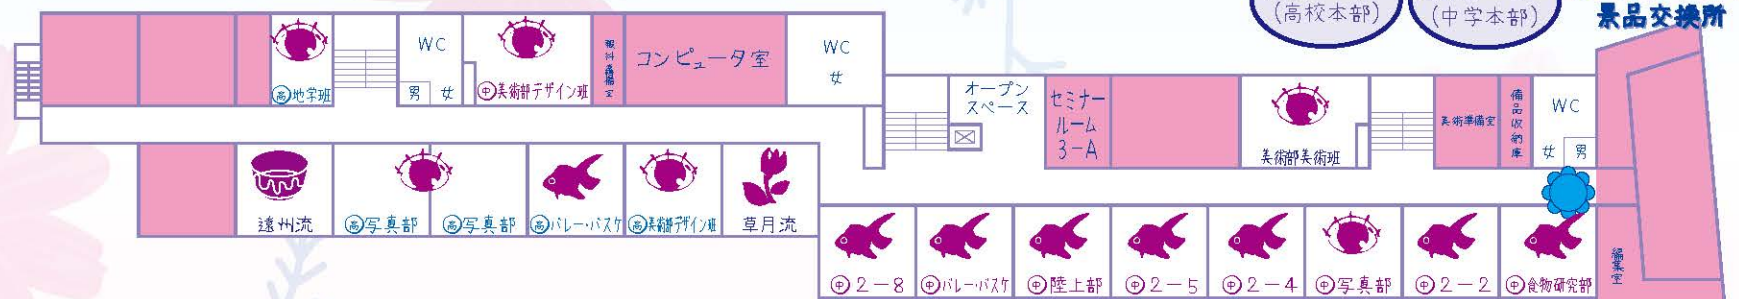 (高校本部)
(中学本部)
景品交換所
高地学班
WC
男
女
中美術部デザイン班
コンピュータ室
WC
女
オープン
スペース
セミナー
ルーム
3-A
美術部美術班
美術準備室
備品収納庫
WC
女
男
遠州流
高写真部
高写真部
高バレー・バスケ
高美術部デザイン班
草月流
中2-8
中バレー・バスケ
中陸上部
中2-5
中2-4
中写真部
中2-2
中食物研究部
編集室